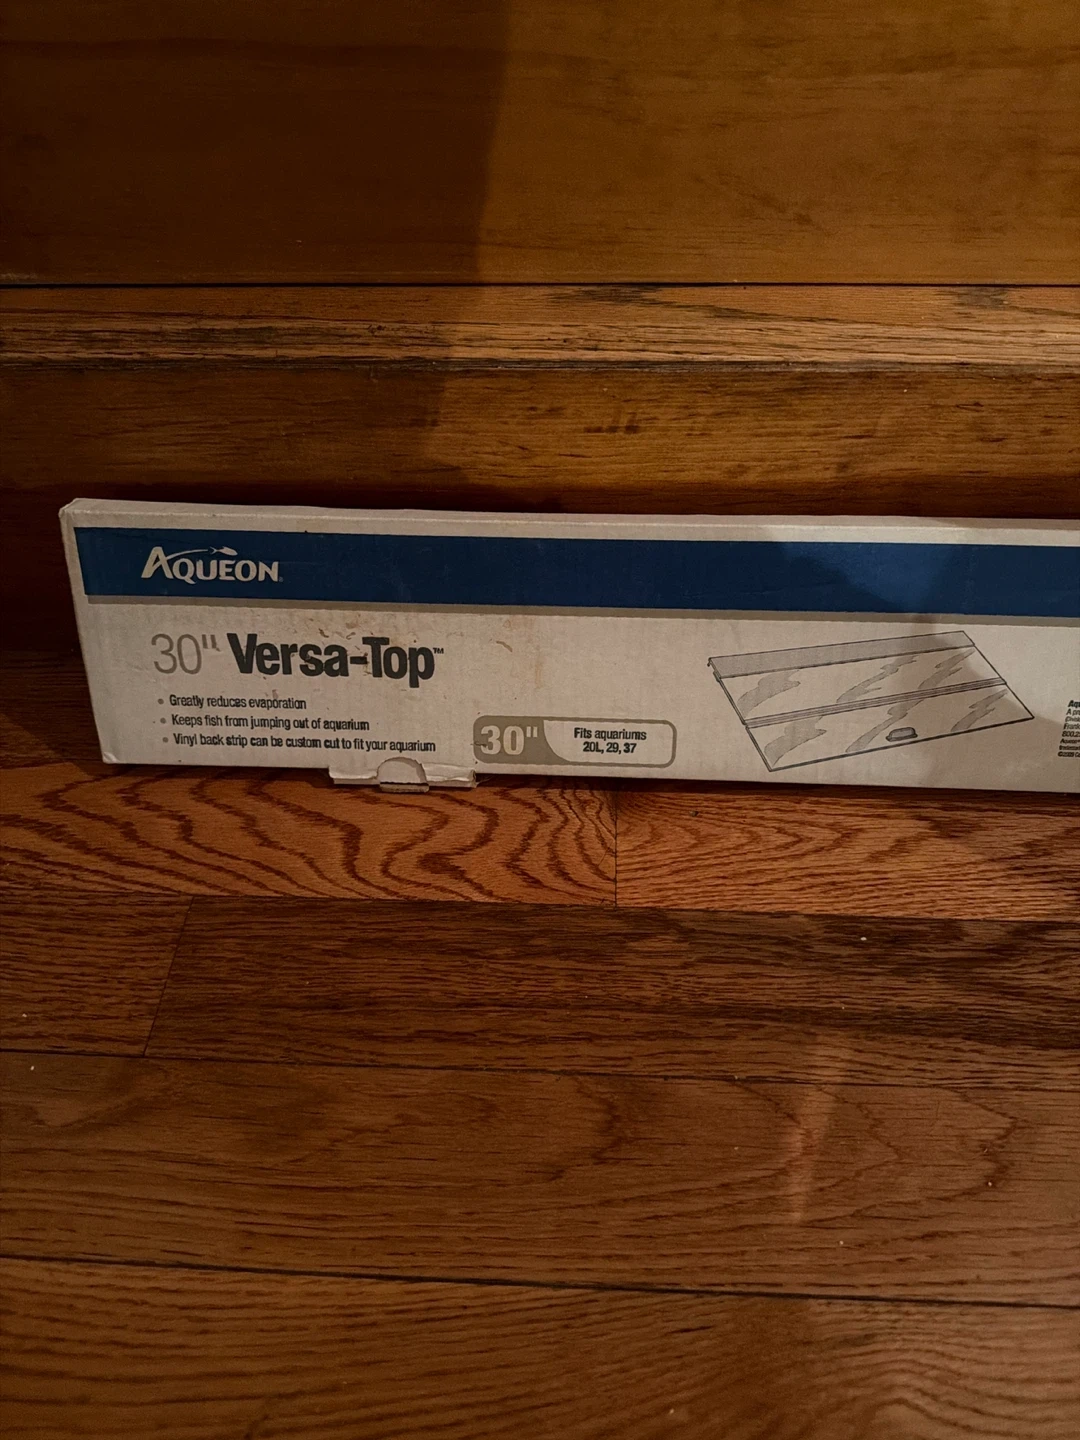 AQUEON
30" Versa-Top™
• Greatly reduces evaporation
• Keeps fish from jumping out of aquarium
• Vinyl back strip can be custom cut to fit your aquarium
30"
Fits aquariums
20L, 29, 37